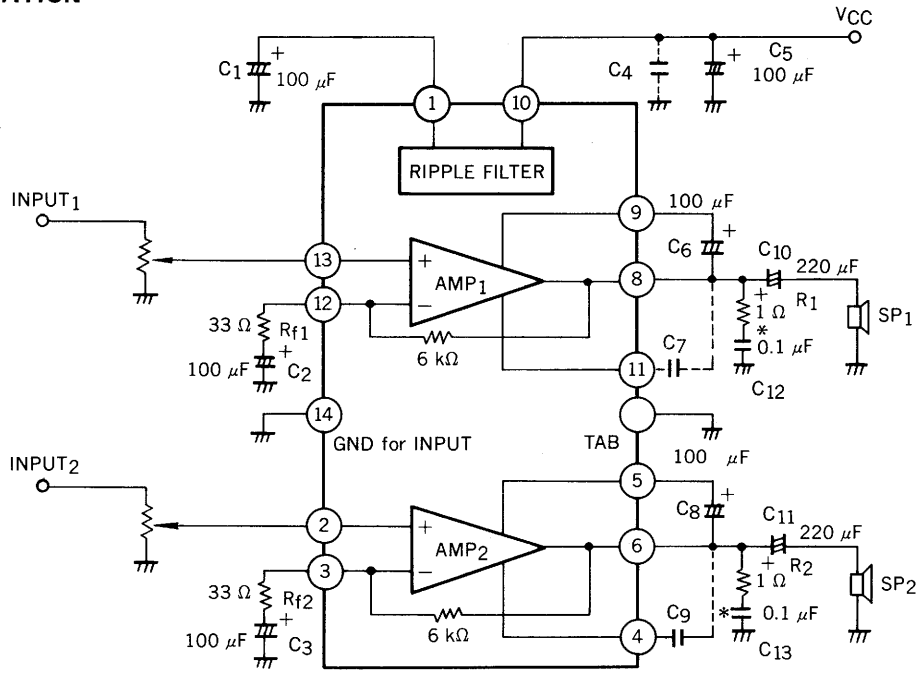 VCC
C1 + 100 µF
C4
+ C5 100 µF
1
10
RIPPLE FILTER
INPUT1
9
100 µF
+
C6
13
+
AMP1
−
8
C10
220 µF
+
R1
1 Ω
SP1
12
33 Ω
Rf1
6 kΩ
C7
*
0.1 µF
100 µF
+
C2
11
C12
14
GND for INPUT
TAB
100 µF
INPUT2
5
+
C8
C11
220 µF
2
+
AMP2
−
6
+
R2
1 Ω
SP2
3
33 Ω
Rf2
6 kΩ
C9
*
0.1 µF
100 µF
+
C3
4
C13